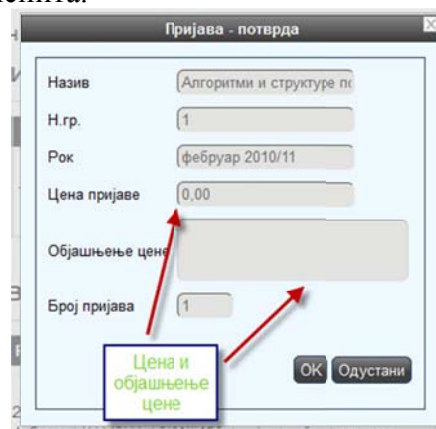 Пријава - потврда
Назив
Алгоритми и структуре по
Н.гр.
1
Рок
фебруар 2010/11
Цена пријаве
0,00
Објашњење цене
Број пријава
1
Цена и
објашњење
цене
OK
Одустани